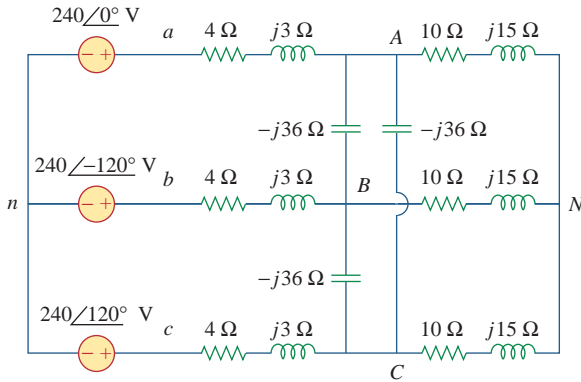 240/0° V
a
4 Ω
j3 Ω
A
10 Ω
j15 Ω
−j36 Ω
−j36 Ω
240/−120° V
b
4 Ω
j3 Ω
B
10 Ω
j15 Ω
n
N
−j36 Ω
240/120° V
c
4 Ω
j3 Ω
10 Ω
j15 Ω
C
− +
− +
− +